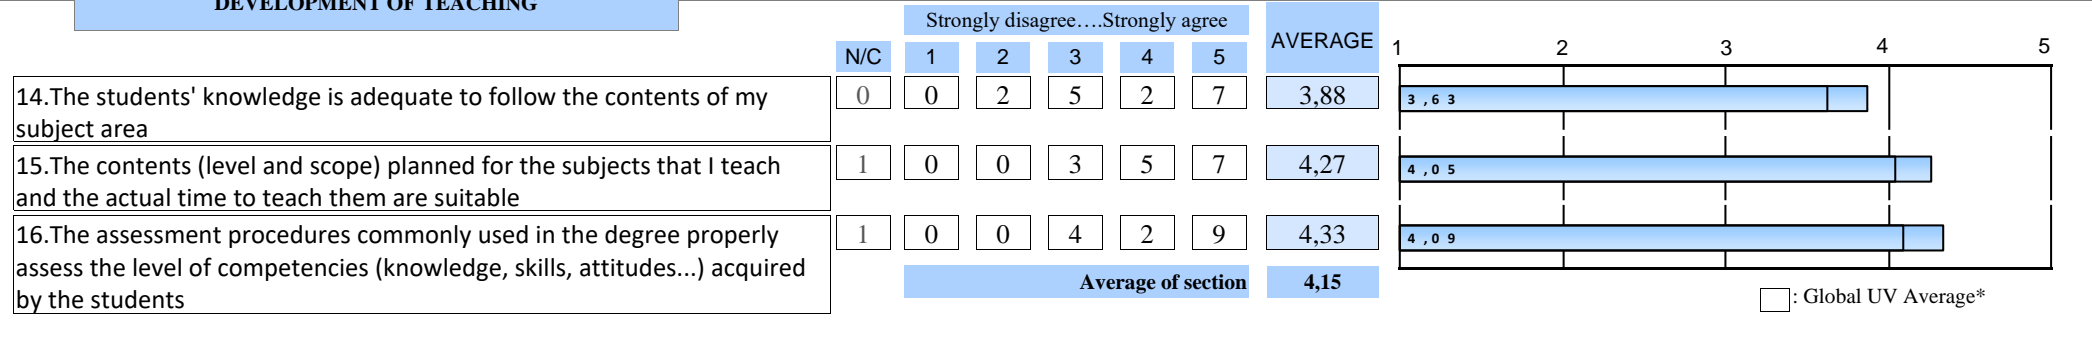 DEVELOPMENT OF TEACHING
Strongly disagree….Strongly agree
AVERAGE
N/C 1 2 3 4 5
1 2 3 4 5
14.The students' knowledge is adequate to follow the contents of my
subject area
0 0 2 5 2 7 3,88
3,63
15.The contents (level and scope) planned for the subjects that I teach
and the actual time to teach them are suitable
1 0 0 3 5 7 4,27
4,05
16.The assessment procedures commonly used in the degree properly
assess the level of competencies (knowledge, skills, attitudes...) acquired
by the students
1 0 0 4 2 9 4,33
4,09
Average of section 4,15
: Global UV Average*